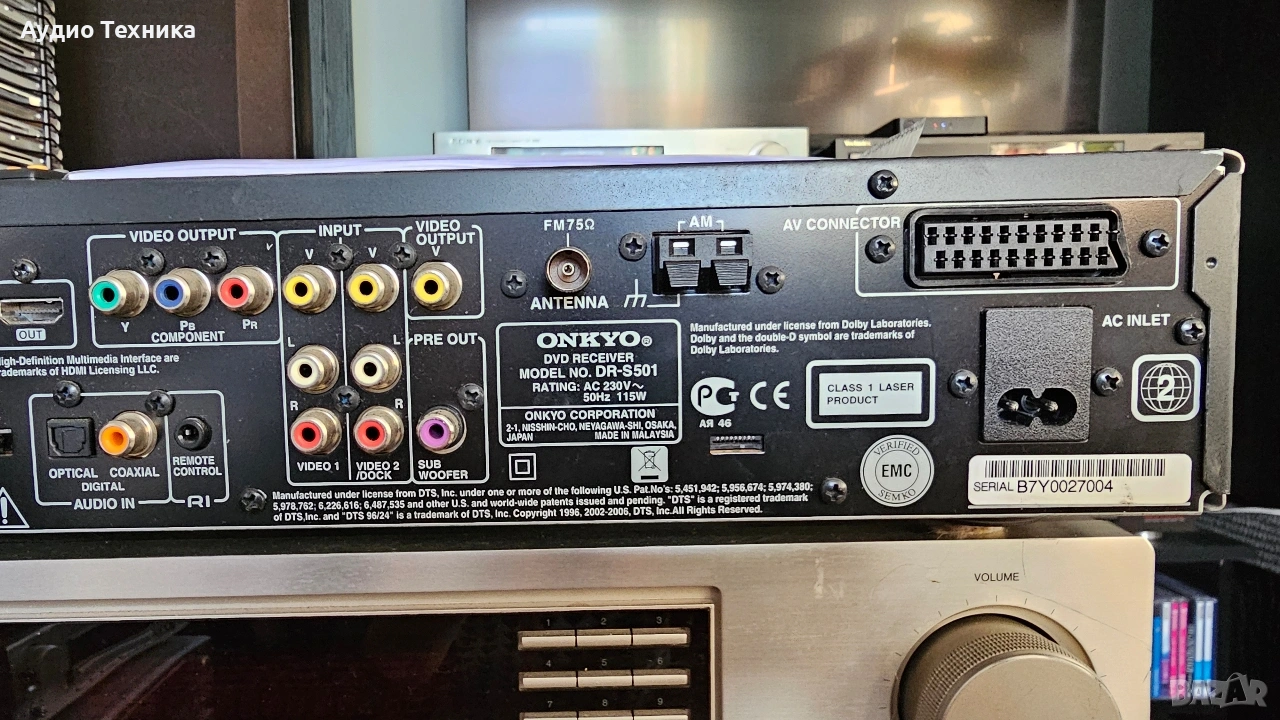 Аудио Техника
VIDEO OUTPUT
INPUT
VIDEO
OUTPUT
FM75Ω
AM
AV CONNECTOR
V
V
V
ANTENNA
Y
PB
PR
COMPONENT
OUT
High-Definition Multimedia Interface are
trademarks of HDMI Licensing LLC.
L
L
R
R
PRE OUT
SUB
WOOFER
VIDEO 1
VIDEO 2
/DOCK
OPTICAL
COAXIAL
DIGITAL
AUDIO IN
REMOTE
CONTROL
RI
ONKYO®
DVD RECEIVER
MODEL NO. DR-S501
RATING: AC 230V~
50Hz 115W
ONKYO CORPORATION
2-1, NISSHIN-CHO, NEYAGAWA-SHI, OSAKA,
JAPAN MADE IN MALAYSIA
Manufactured under license from Dolby Laboratories.
Dolby and the double-D symbol are trademarks of
Dolby Laboratories.
АЯ 46
CE
CLASS 1 LASER
PRODUCT
VERIFIED
EMC
SEMKO
AC INLET
2
SERIAL B7Y0027004
Manufactured under license from DTS, Inc. under one or more of the following U.S. Pat.No's: 5,451,942; 5,956,674; 5,974,380;
5,978,762; 6,226,616; 6,487,535 and other U.S. and world-wide patents issued and pending. "DTS" is a registered trademark
of DTS,Inc. and "DTS 96/24" is a trademark of DTS, Inc. Copyright 1996, 2002-2006, DTS, Inc.All Rights Reserved.
VOLUME
1 2 3
4 5 6
7 8 9
BAZAR